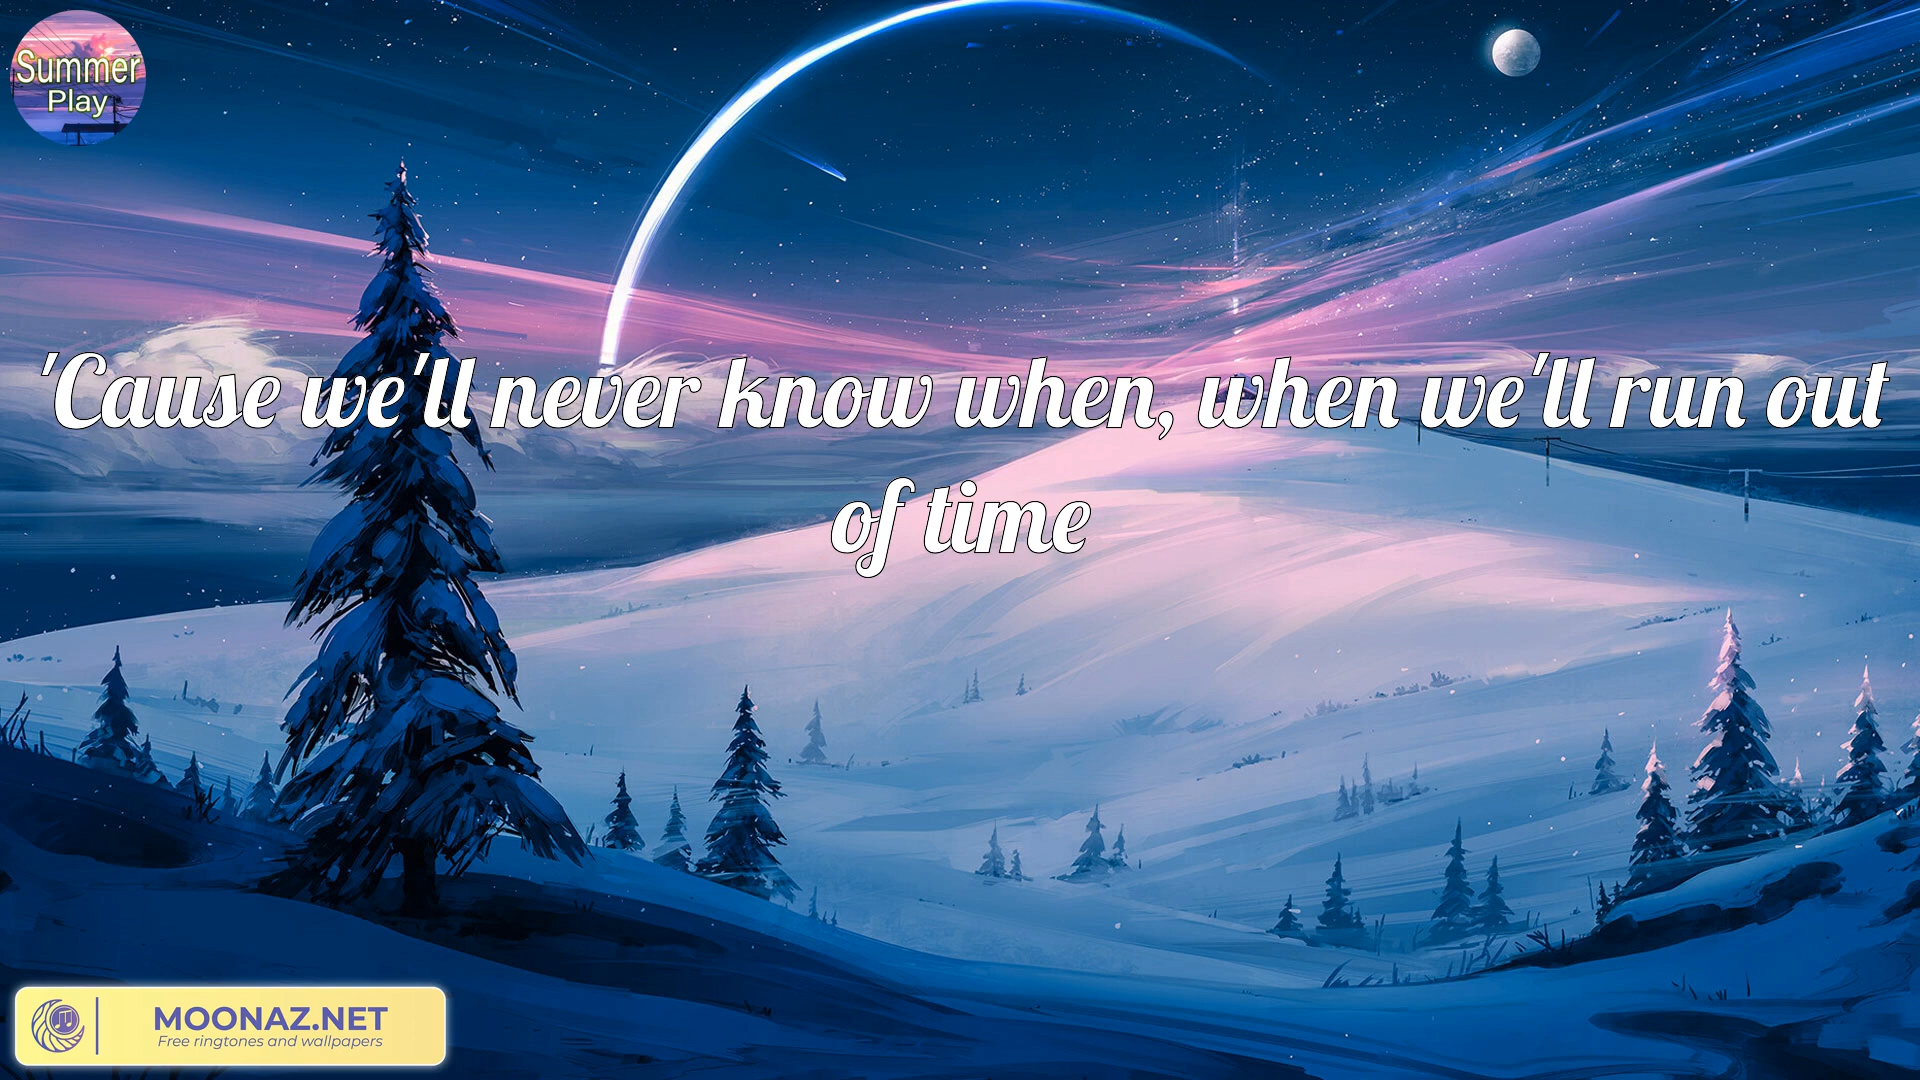 Summer
Play
'Cause we'll never know when, when we'll run out
of time
MOONAZ.NET
Free ringtones and wallpapers